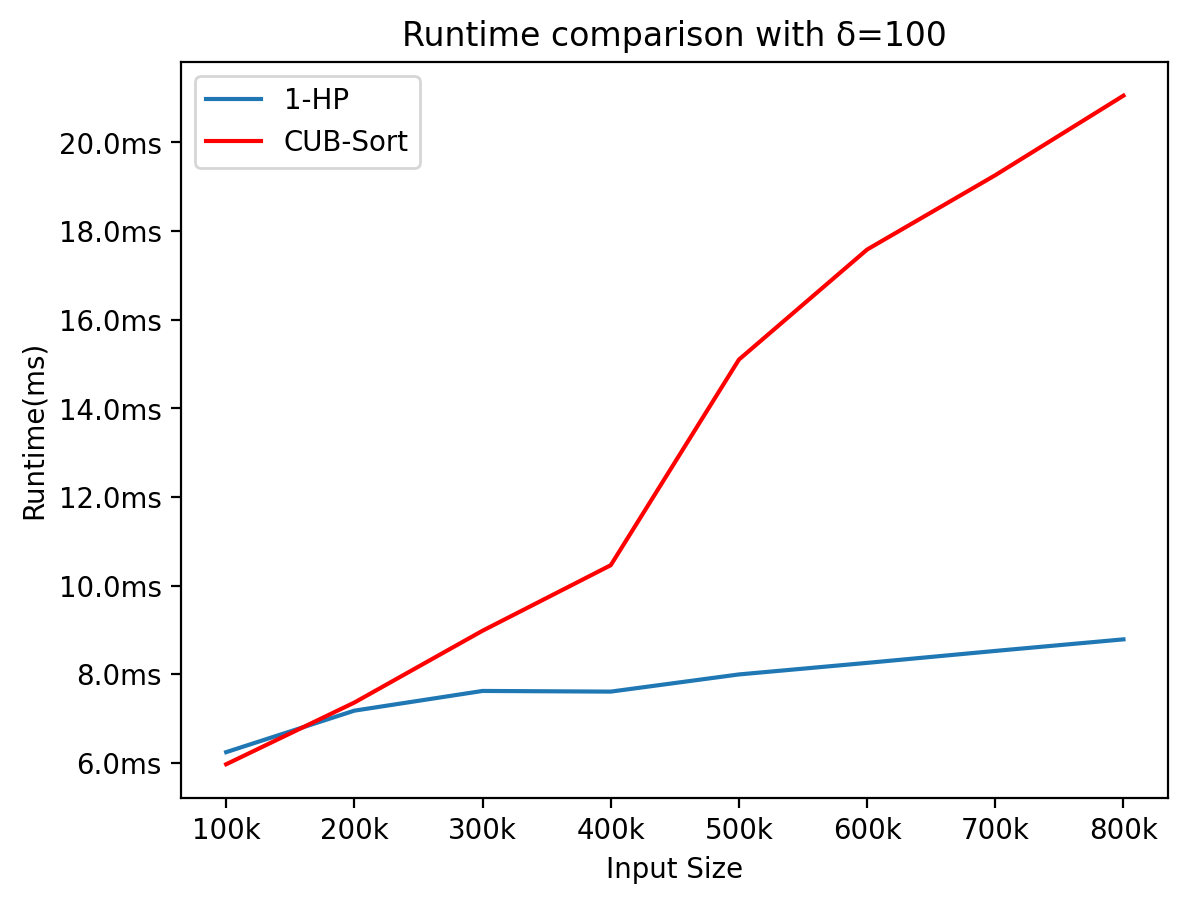 Runtime comparison with δ=100
1-HP
CUB-Sort
20.0ms
18.0ms
16.0ms
14.0ms
12.0ms
10.0ms
8.0ms
6.0ms
Runtime(ms)
100k 200k 300k 400k 500k 600k 700k 800k
Input Size